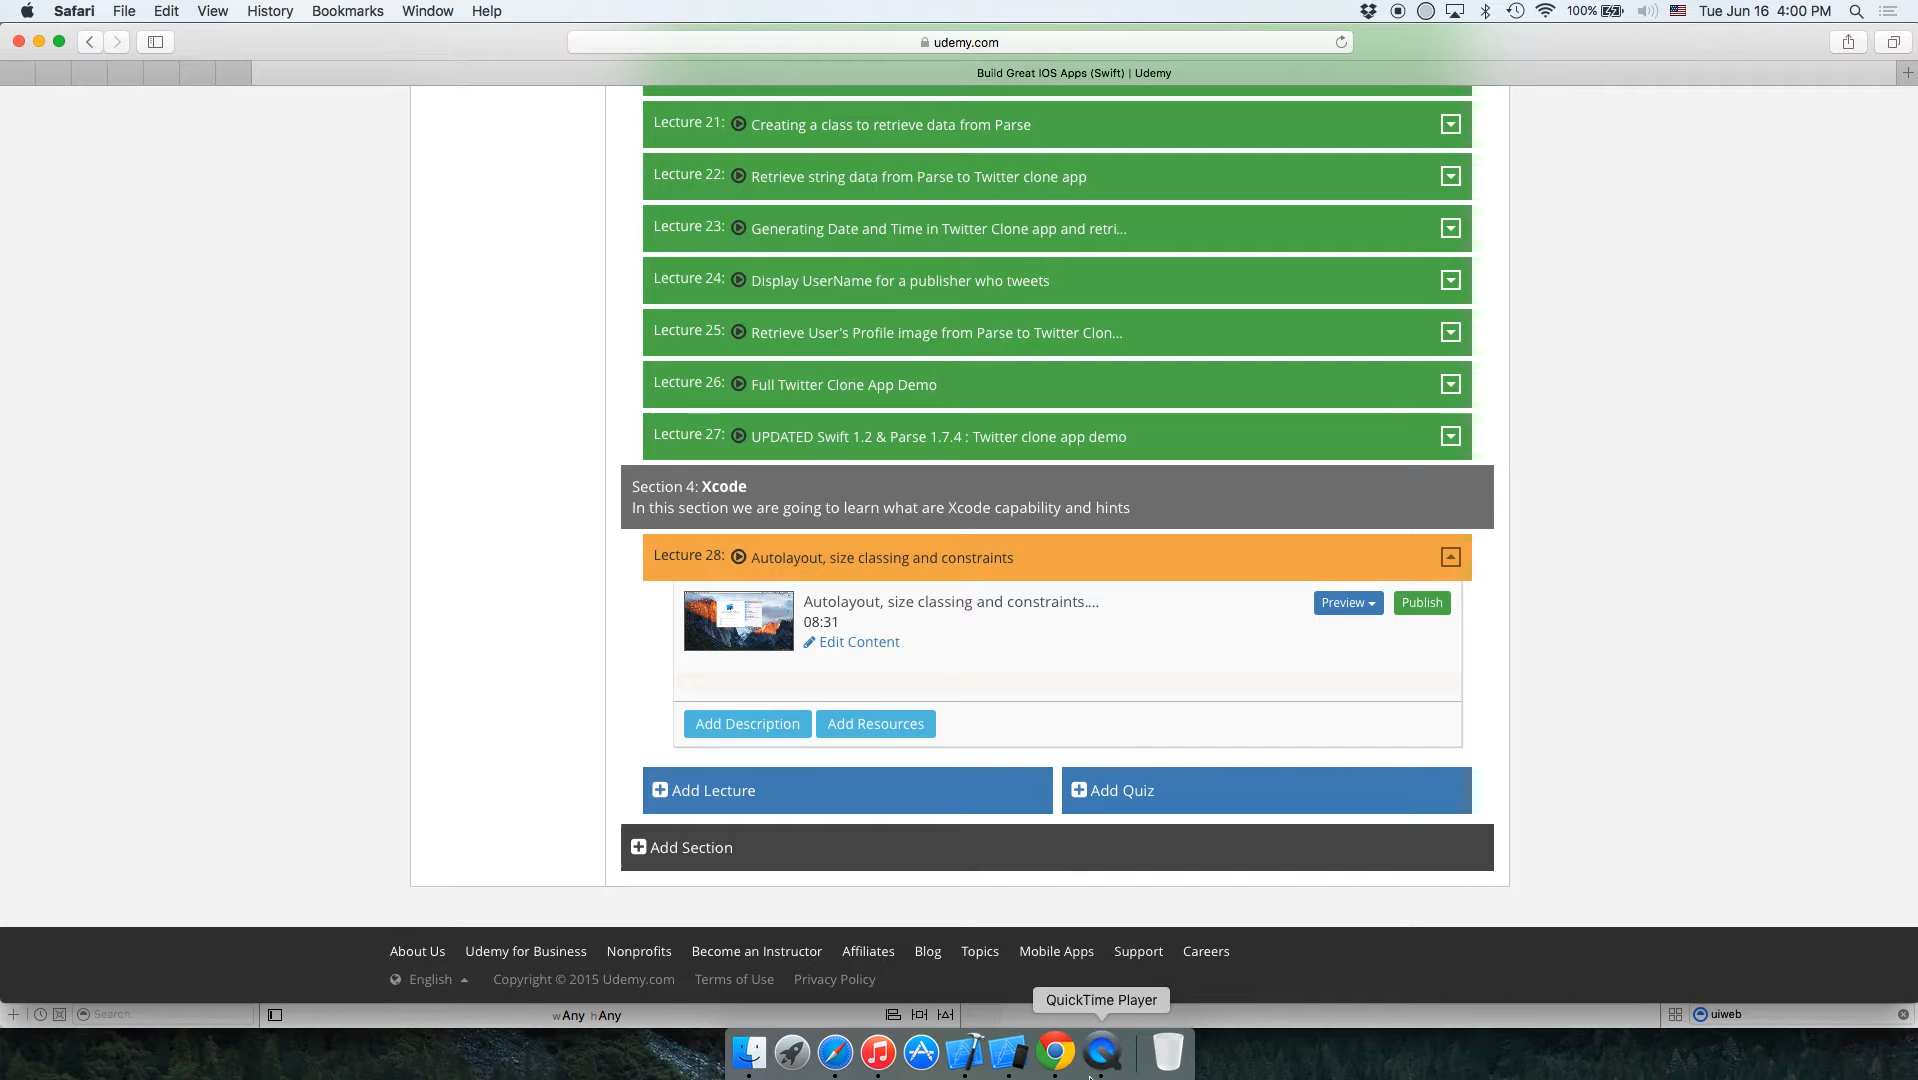 Safari File Edit View History Bookmarks Window Help 100% Tue Jun 16 4:00 PM
udemy.com
Build Great IOS Apps (Swift) | Udemy
Lecture 21: Creating a class to retrieve data from Parse
Lecture 22: Retrieve string data from Parse to Twitter clone app
Lecture 23: Generating Date and Time in Twitter Clone app and retri...
Lecture 24: Display UserName for a publisher who tweets
Lecture 25: Retrieve User's Profile image from Parse to Twitter Clon...
Lecture 26: Full Twitter Clone App Demo
Lecture 27: UPDATED Swift 1.2 & Parse 1.7.4 : Twitter clone app demo
Section 4: Xcode
In this section we are going to learn what are Xcode capability and hints
Lecture 28: Autolayout, size classing and constraints
Autolayout, size classing and constraints....
Preview Publish
08:31
Edit Content
Add Description Add Resources
Add Lecture Add Quiz
Add Section
About Us Udemy for Business Nonprofits Become an Instructor Affiliates Blog Topics Mobile Apps Support Careers
English Copyright © 2015 Udemy.com Terms of Use Privacy Policy
QuickTime Player
Search wAny hAny uiweb